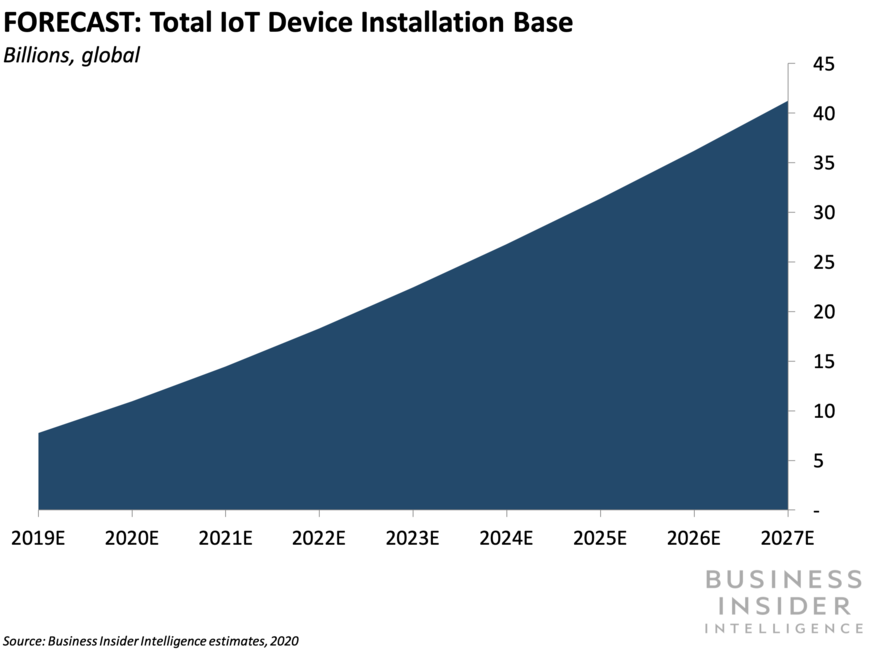 FORECAST: Total IoT Device Installation Base
Billions, global
45
40
35
30
25
20
15
10
5
-
2019E 2020E 2021E 2022E 2023E 2024E 2025E 2026E 2027E
BUSINESS
INSIDER
INTELLIGENCE
Source: Business Insider Intelligence estimates, 2020